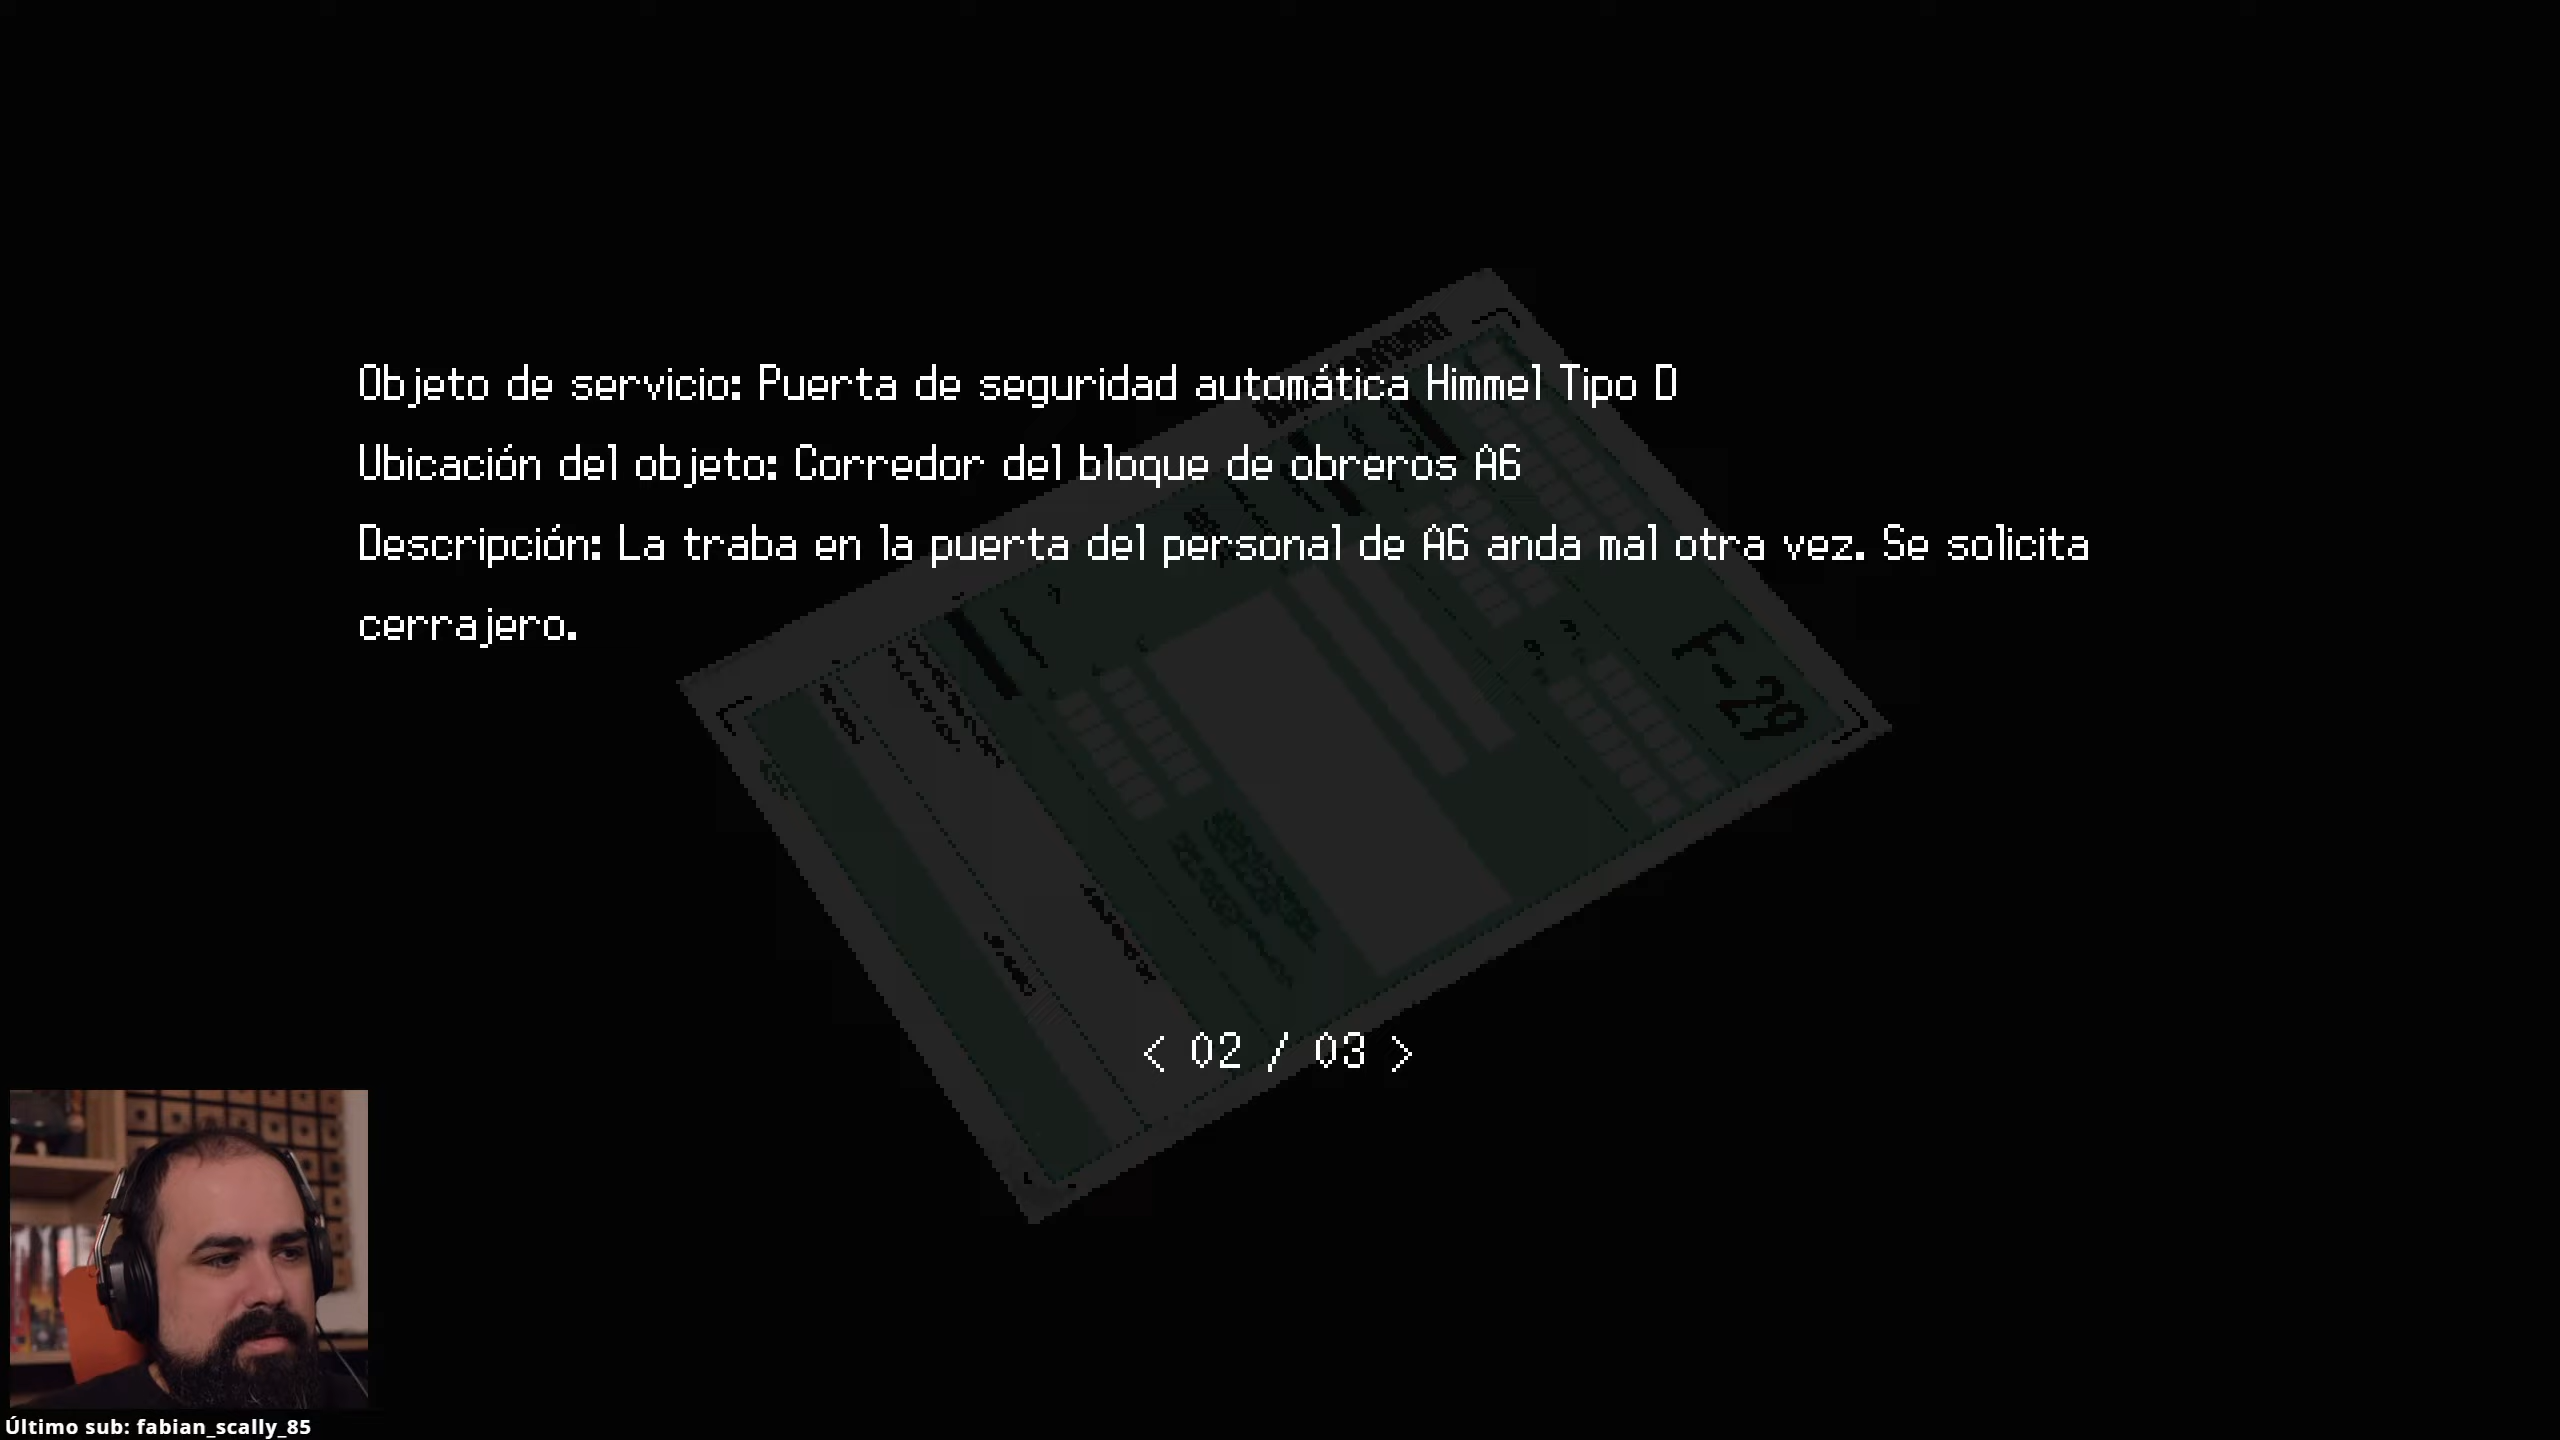 Objeto de servicio: Puerta de seguridad automática Himmel Tipo D
Ubicación del objeto: Corredor del bloque de obreros A6
Descripción: La traba en la puerta del personal de A6 anda mal otra vez. Se solicita
cerrajero.
F-29
< 02 / 03 >
Último sub: fabian_scally_85